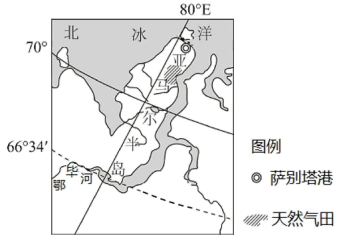 80°E
北 冰 洋
70°
亚
马
尔
半
岛
66°34′
鄂 毕 河
图例
萨别塔港
天然气田